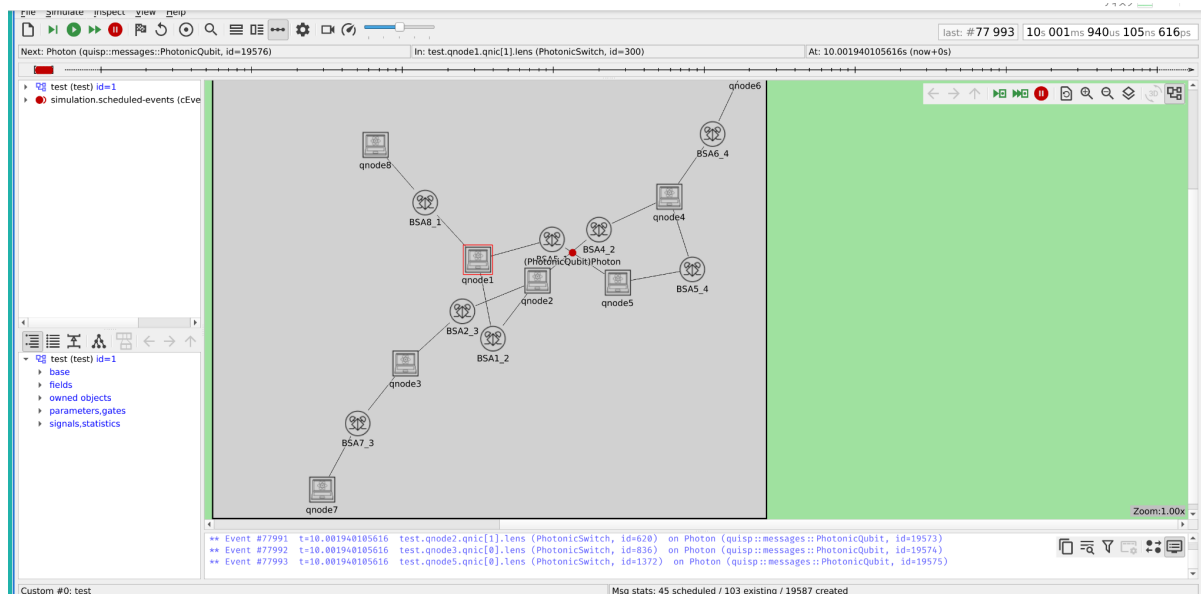 File Simulate Inspect View Help
last: #77 993 10s 001ms 940us 105ns 616ps
Next: Photon (quisp::messages::PhotonicQubit, id=19576) In: test.qnode1.qnic[1].lens (PhotonicSwitch, id=300) At: 10.001940105616s (now+0s)
test (test) id=1
simulation.scheduled-events (cEve
qnode6
BSA6_4
qnode8
BSA8_1
qnode4
BSA4_2
(PhotonicQubit)Photon
qnode1
BSA5_4
qnode2
qnode5
BSA2_3
BSA1_2
qnode3
BSA7_3
qnode7
Zoom:1.00x
test (test) id=1
base
fields
owned objects
parameters,gates
signals,statistics
** Event #77991 t=10.001940105616 test.qnode2.qnic[1].lens (PhotonicSwitch, id=620) on Photon (quisp::messages::PhotonicQubit, id=19573)
** Event #77992 t=10.001940105616 test.qnode3.qnic[0].lens (PhotonicSwitch, id=836) on Photon (quisp::messages::PhotonicQubit, id=19574)
** Event #77993 t=10.001940105616 test.qnode5.qnic[0].lens (PhotonicSwitch, id=1372) on Photon (quisp::messages::PhotonicQubit, id=19575)
Custom #0: test Msg stats: 45 scheduled / 103 existing / 19587 created